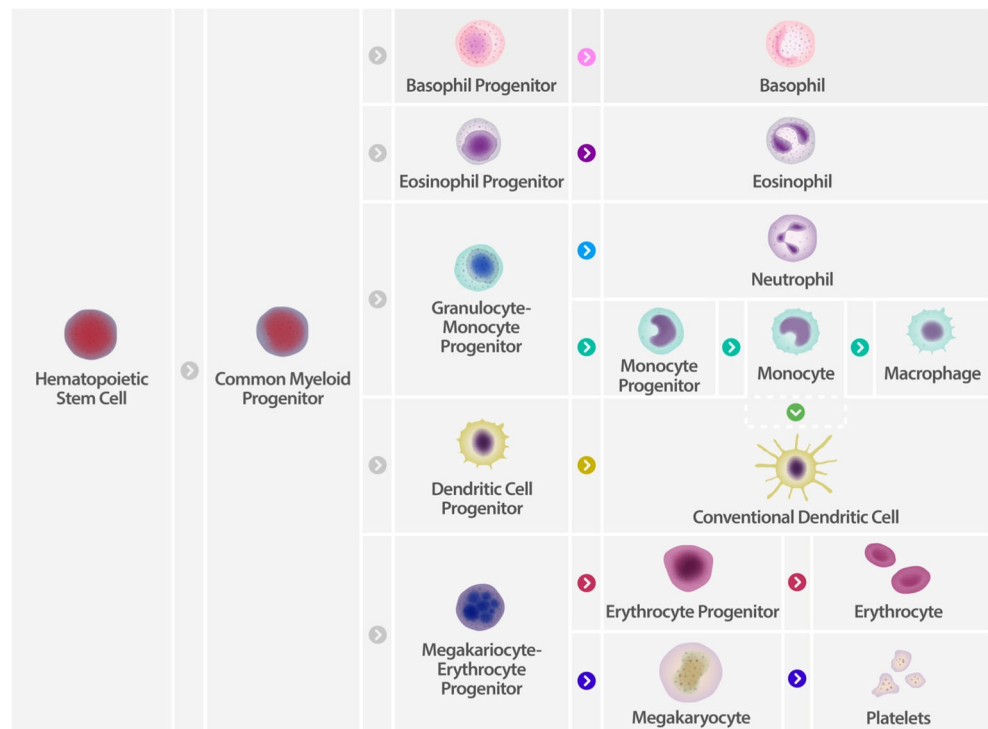 Basophil Progenitor
Basophil
Eosinophil Progenitor
Eosinophil
Neutrophil
Granulocyte-
Monocyte
Progenitor
Monocyte
Progenitor
Monocyte
Macrophage
Hematopoietic
Stem Cell
Common Myeloid
Progenitor
Dendritic Cell
Progenitor
Conventional Dendritic Cell
Erythrocyte Progenitor
Erythrocyte
Megakariocyte-
Erythrocyte
Progenitor
Megakaryocyte
Platelets